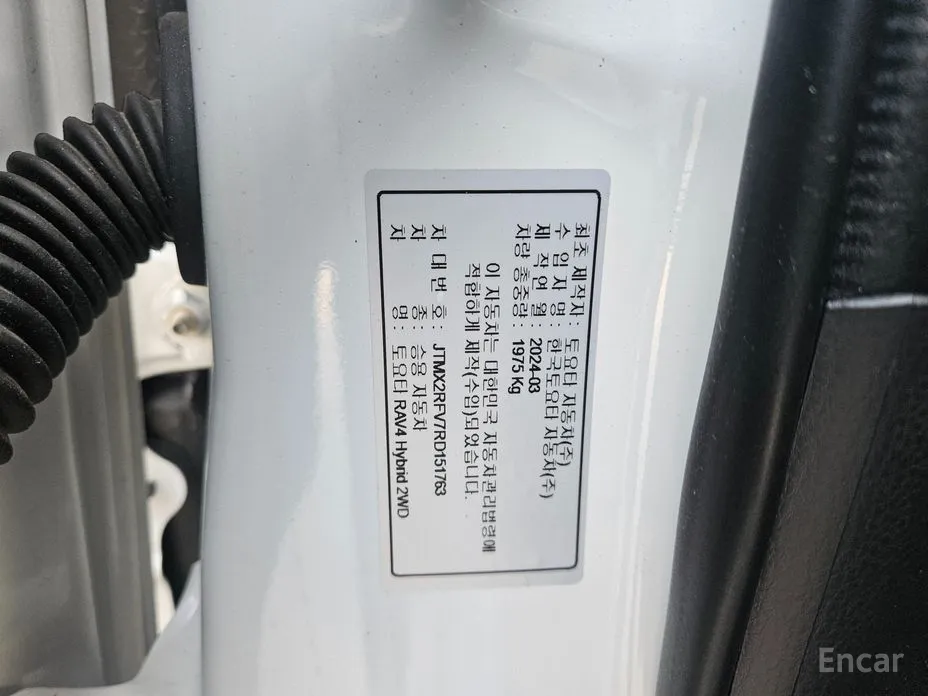 최초 제작자 : 토요타 자동차(주)
수 입 자 명 : 한국토요타 자동차(주)
제 작 연 월 : 2024-03
차량 총중량 : 1975 Kg
이 자동차는 대한민국 자동차관리법령에
적합하게 제작(수입)되었습니다.
차 대 번 호 : JTMX2RFV7RD151763
차 종 : 승용 자동차
차 명 : 토요타 RAV4 Hybrid 2WD
Encar